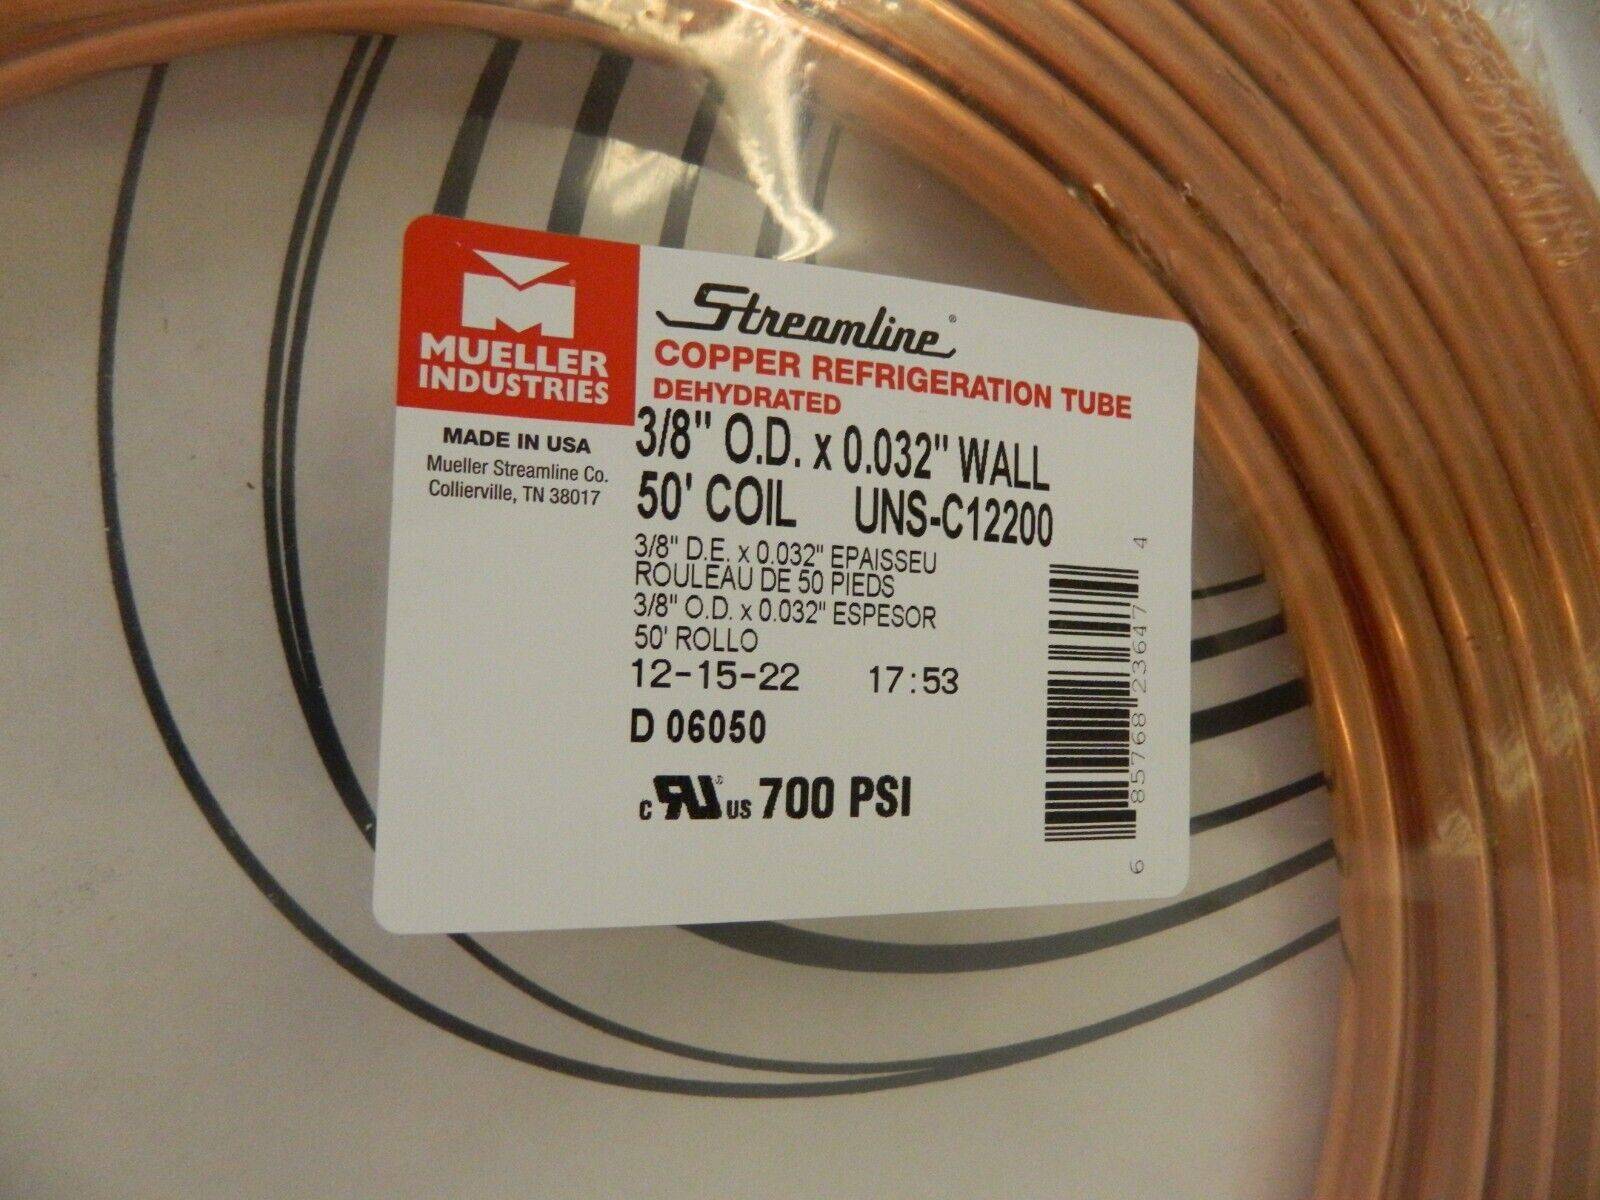 MUELLER
INDUSTRIES
MADE IN USA
Mueller Streamline Co.
Collierville, TN 38017
Streamline®
COPPER REFRIGERATION TUBE
DEHYDRATED
3/8" O.D. x 0.032" WALL
50' COIL UNS-C12200
3/8" D.E. x 0.032" EPAISSEU
ROULEAU DE 50 PIEDS
3/8" O.D. x 0.032" ESPESOR
50' ROLLO
12-15-22 17:53
D 06050
c RU® US 700 PSI
6 85768 23647 4